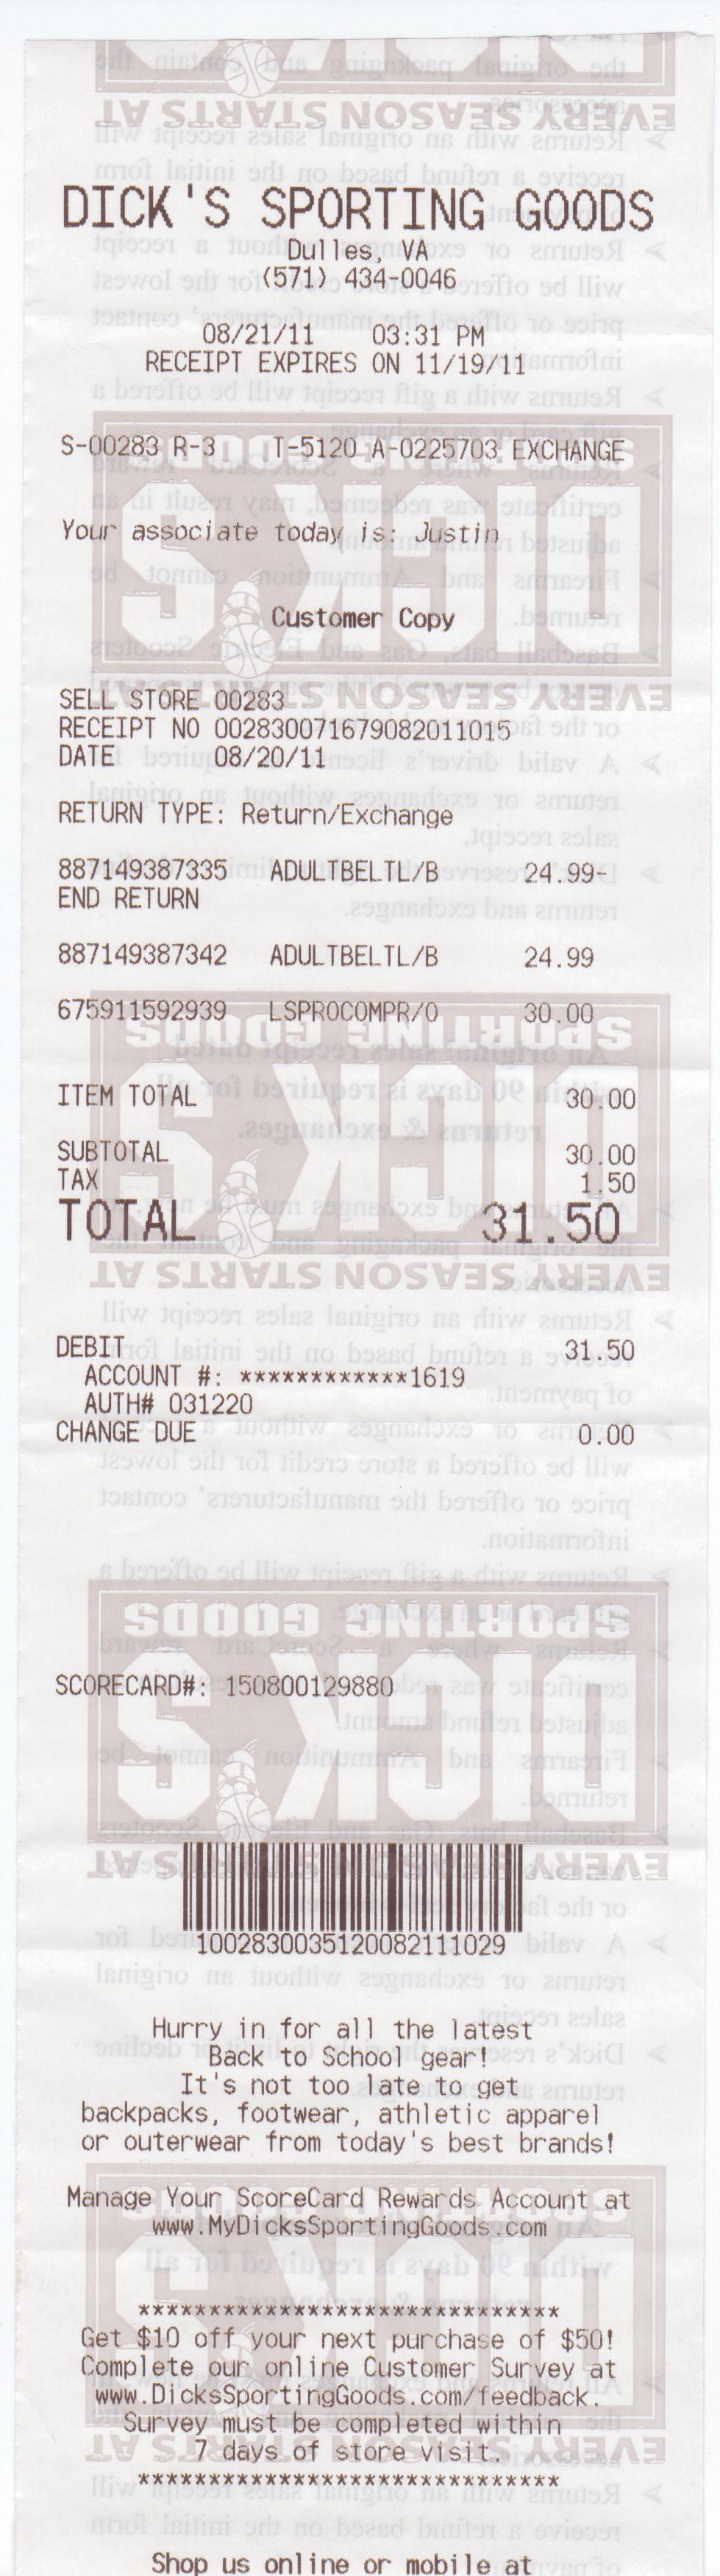 DICK'S SPORTING GOODS
Dulles, VA
(571) 434-0046
08/21/11 03:31 PM
RECEIPT EXPIRES ON 11/19/11
S-00283 R-3 T-5120 A-0225703 EXCHANGE
Your associate today is: Justin
Customer Copy
SELL STORE 00283
RECEIPT NO 002830071679082011015
DATE 08/20/11
RETURN TYPE: Return/Exchange
887149387335 ADULTBELTL/B 24.99-
END RETURN
887149387342 ADULTBELTL/B 24.99
675911592939 LSPROCOMPR/O 30.00
ITEM TOTAL 30.00
SUBTOTAL 30.00
TAX 1.50
TOTAL 31.50
DEBIT 31.50
ACCOUNT #: ************1619
AUTH# 031220
CHANGE DUE 0.00
SCORECARD#: 150800129880
1002830035120082111029
Hurry in for all the latest
Back to School gear!
It's not too late to get
backpacks, footwear, athletic apparel
or outerwear from today's best brands!
Manage Your ScoreCard Rewards Account at
www.MyDicksSportingGoods.com
******************************
Get $10 off your next purchase of $50!
Complete our online Customer Survey at
www.DicksSportingGoods.com/feedback.
Survey must be completed within
7 days of store visit.
******************************
Shop us online or mobile at